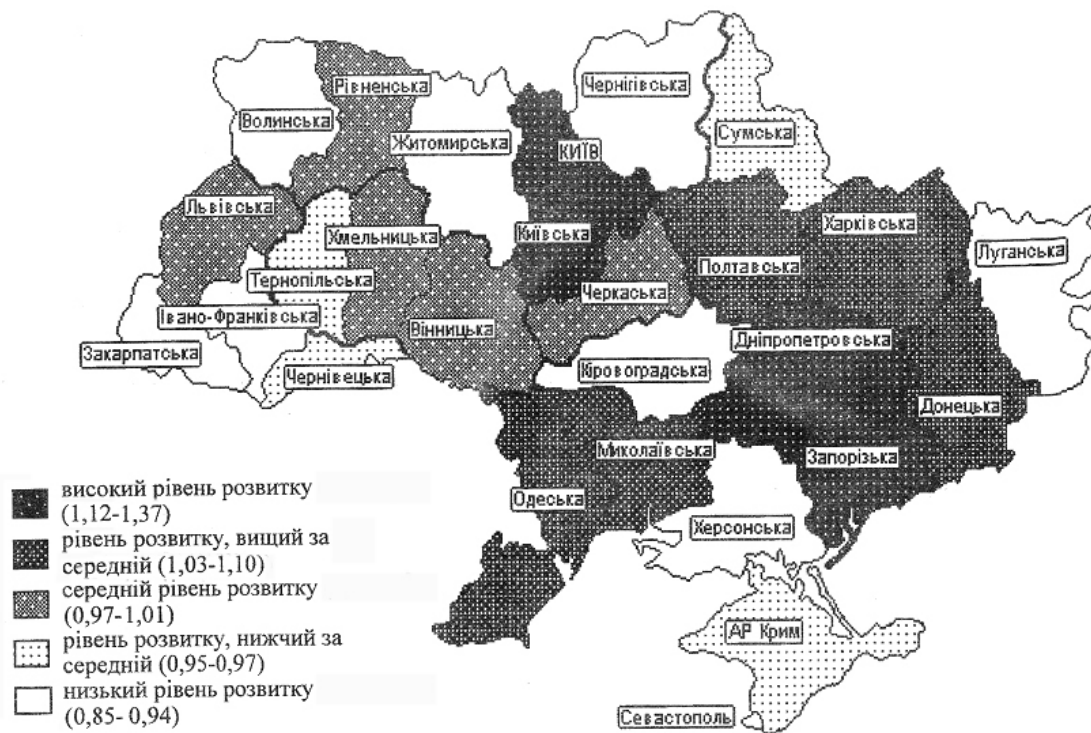 Рівненська
Волинська
Житомирська
Чернігівська
Сумська
КИЇВ
Львівська
Хмельницька
Київська
Полтавська
Харківська
Луганська
Тернопільська
Черкаська
Івано-Франківська
Вінницька
Дніпропетровська
Закарпатська
Чернівецька
Кіровоградська
Донецька
Миколаївська
Запорізька
Одеська
Херсонська
АР Крим
Севастополь
високий рівень розвитку
(1,12-1,37)
рівень розвитку, вищий за
середній (1,03-1,10)
середній рівень розвитку
(0,97-1,01)
рівень розвитку, нижчий за
середній (0,95-0,97)
низький рівень розвитку
(0,85- 0,94)